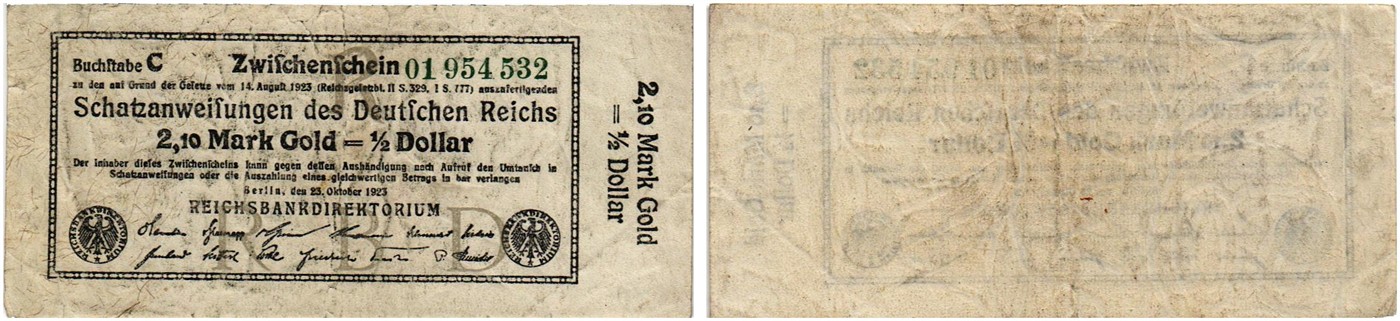 Buchſtabe C Zwiſchenſchein 01 954 532
zu den auf Grund der Geſetze vom 14. August 1923 (Reichsgeſetzbl. II S. 329, I S. 777) auszufertigenden
Schatzanweiſungen des Deutſchen Reichs
2,10 Mark Gold = ½ Dollar
Der Inhaber dieſes Zwiſchenſcheins kann gegen deſſen Aushändigung nach Aufruf den Umtauſch in
Schatzanweiſungen oder die Auszahlung eines gleichwertigen Betrags in bar verlangen
Berlin, den 23. Oktober 1923
REICHSBANKDIREKTORIUM
REICHSBANKDIREKTORIUM
REICHSBANKDIREKTORIUM
R B D
2,10 Mark Gold
= ½ Dollar